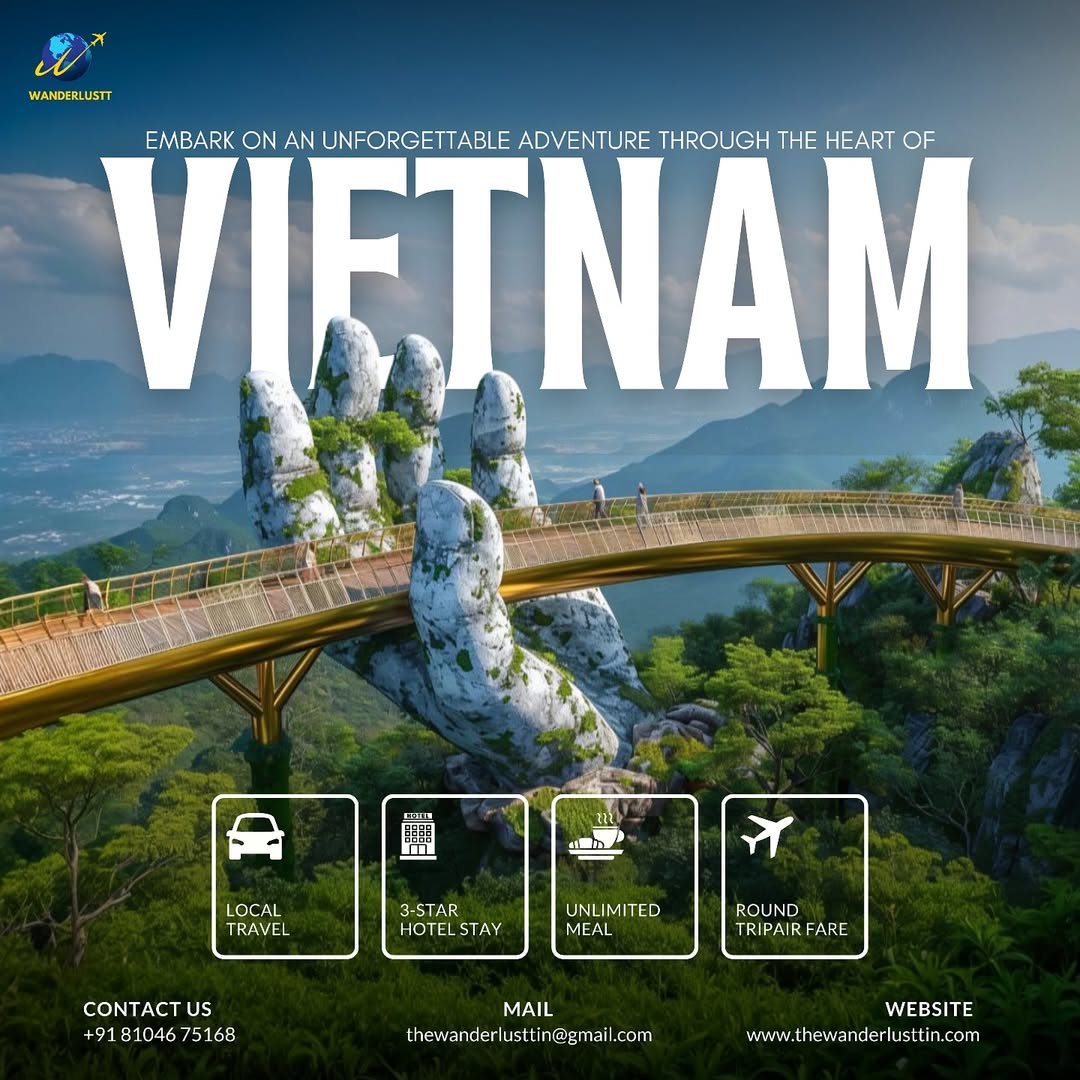 WANDERLUSTT
EMBARK ON AN UNFORGETTABLE ADVENTURE THROUGH THE HEART OF
VIETNAM
LOCAL
TRAVEL
HOTEL
3-STAR
HOTEL STAY
UNLIMITED
MEAL
ROUND
TRIPAIR FARE
CONTACT US
+91 81046 75168
MAIL
thewanderlusttin@gmail.com
WEBSITE
www.thewanderlusttin.com